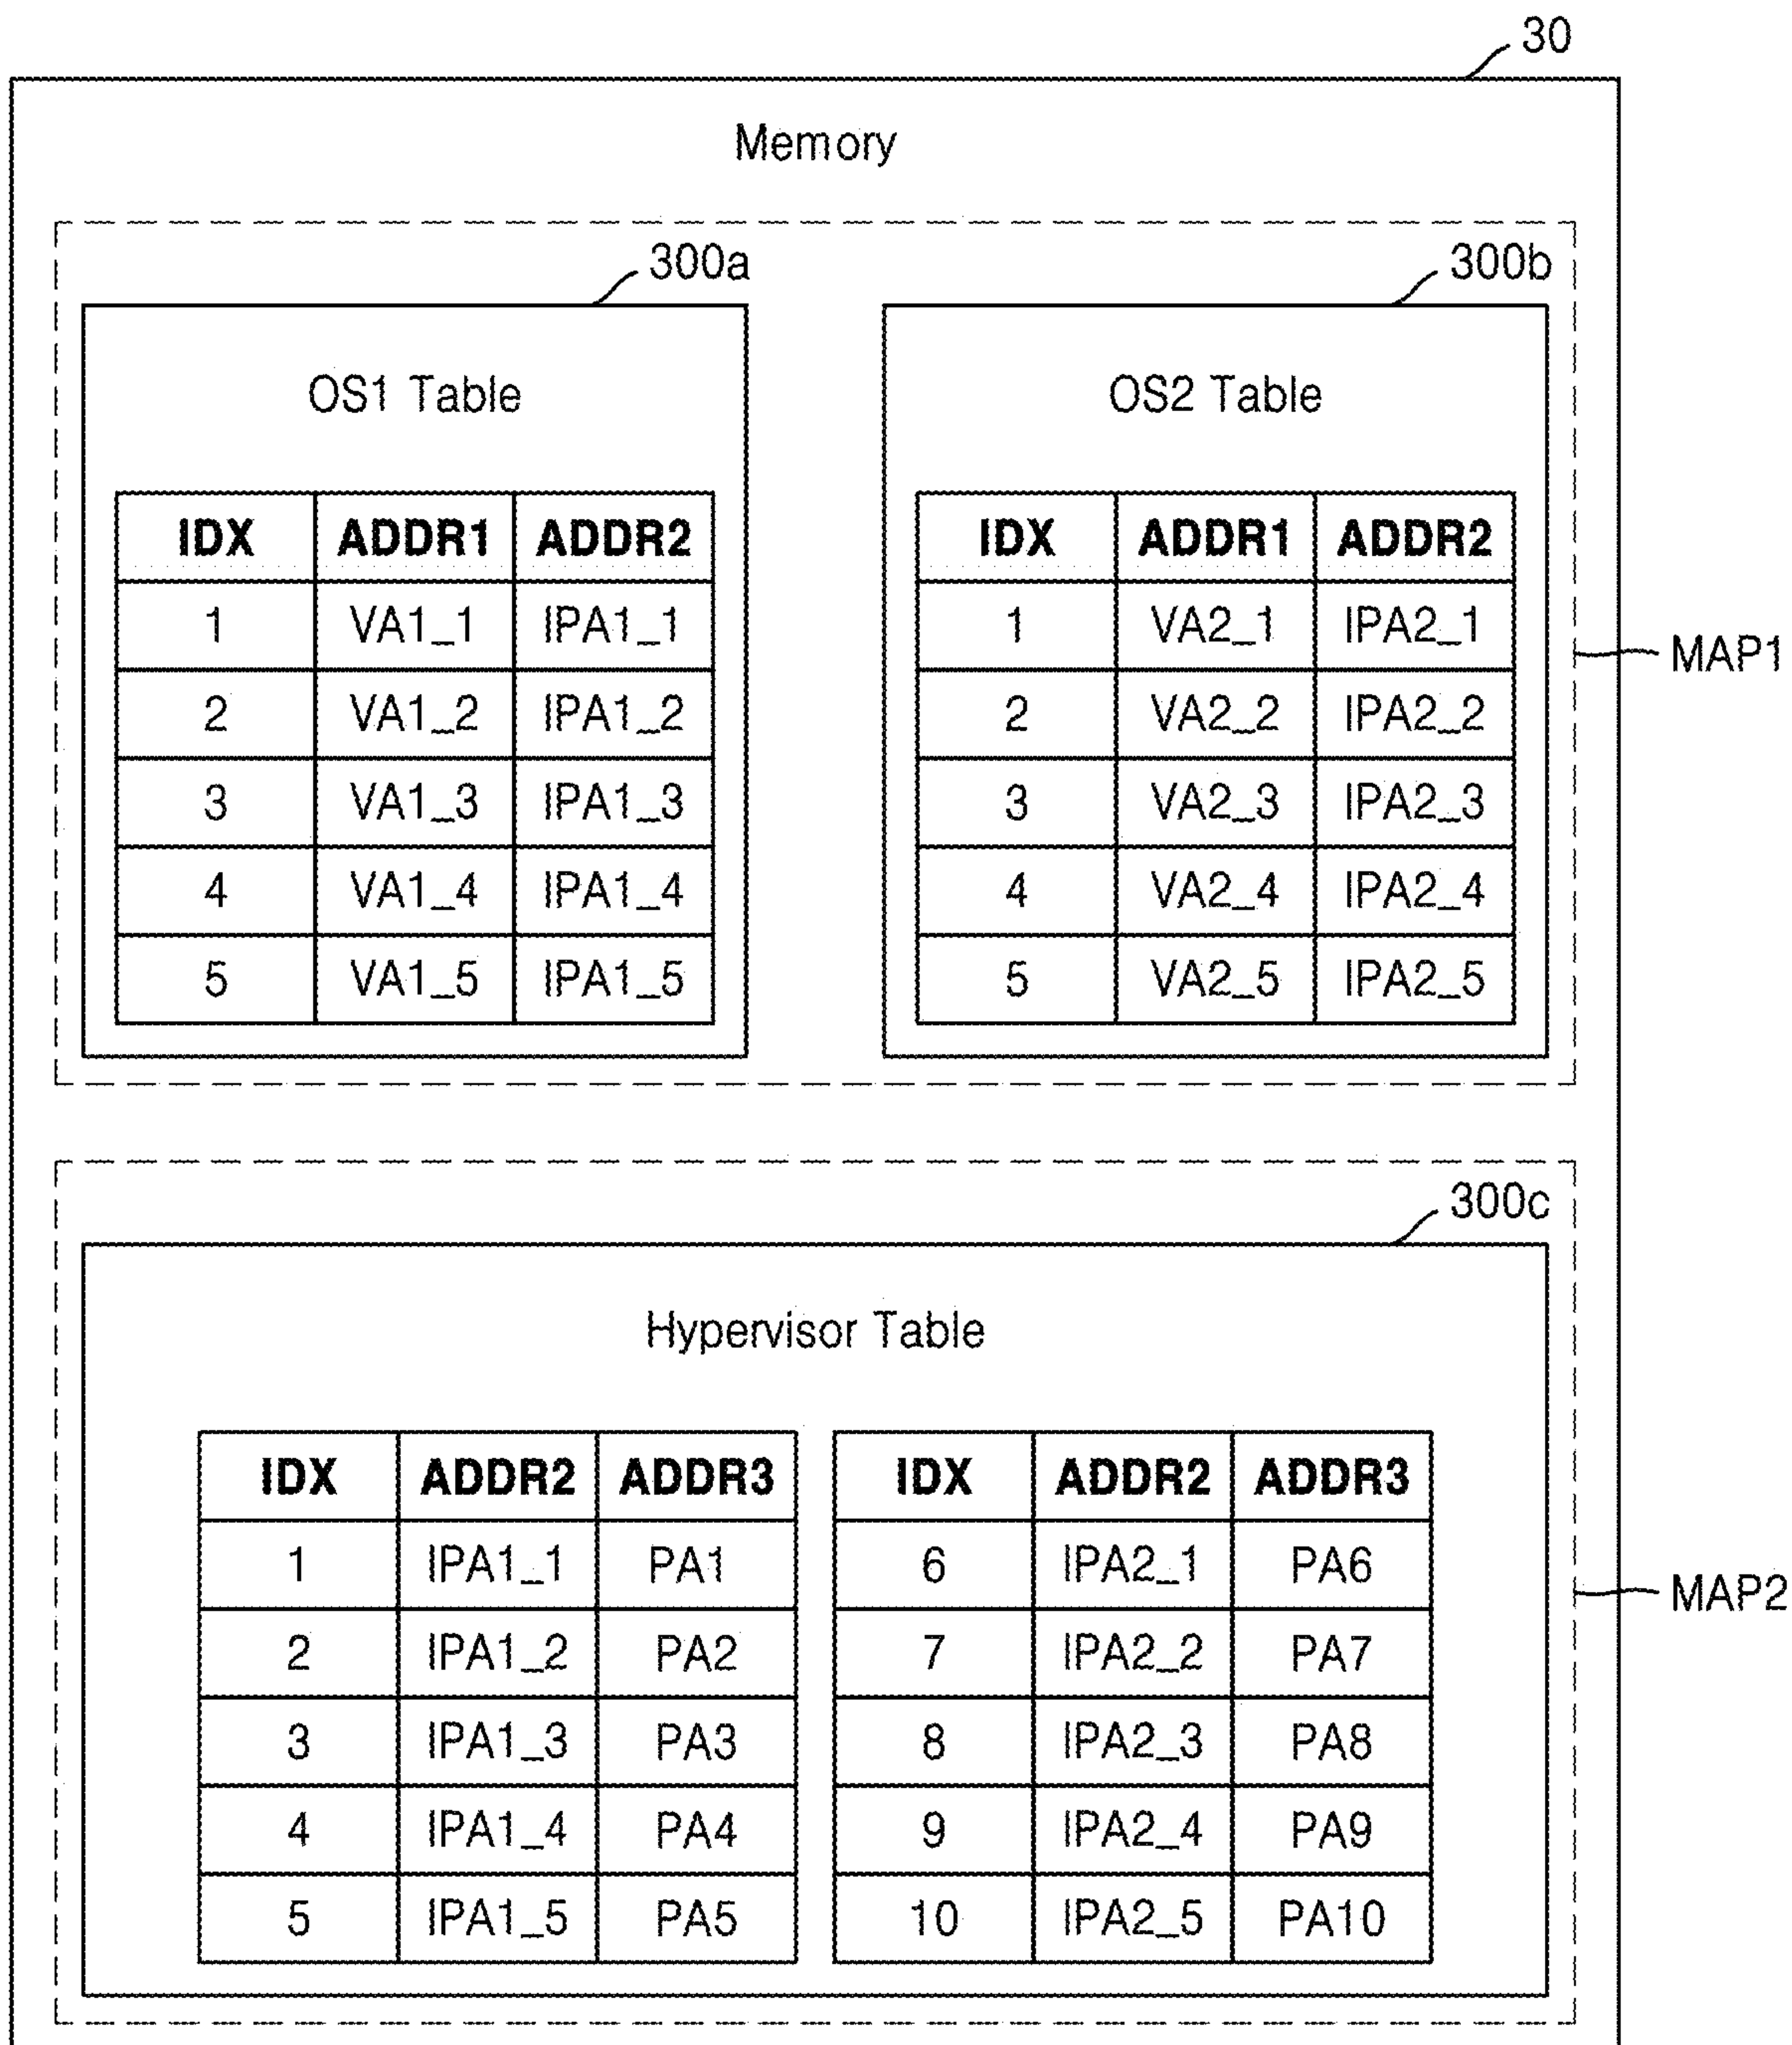 30
Memory
300a
300b
OS1 Table
OS2 Table
IDX ADDR1 ADDR2
1 VA1_1 IPA1_1
2 VA1_2 IPA1_2
3 VA1_3 IPA1_3
4 VA1_4 IPA1_4
5 VA1_5 IPA1_5
IDX ADDR1 ADDR2
1 VA2_1 IPA2_1
2 VA2_2 IPA2_2
3 VA2_3 IPA2_3
4 VA2_4 IPA2_4
5 VA2_5 IPA2_5
MAP1
300c
Hypervisor Table
IDX ADDR2 ADDR3
1 IPA1_1 PA1
2 IPA1_2 PA2
3 IPA1_3 PA3
4 IPA1_4 PA4
5 IPA1_5 PA5
IDX ADDR2 ADDR3
6 IPA2_1 PA6
7 IPA2_2 PA7
8 IPA2_3 PA8
9 IPA2_4 PA9
10 IPA2_5 PA10
MAP2